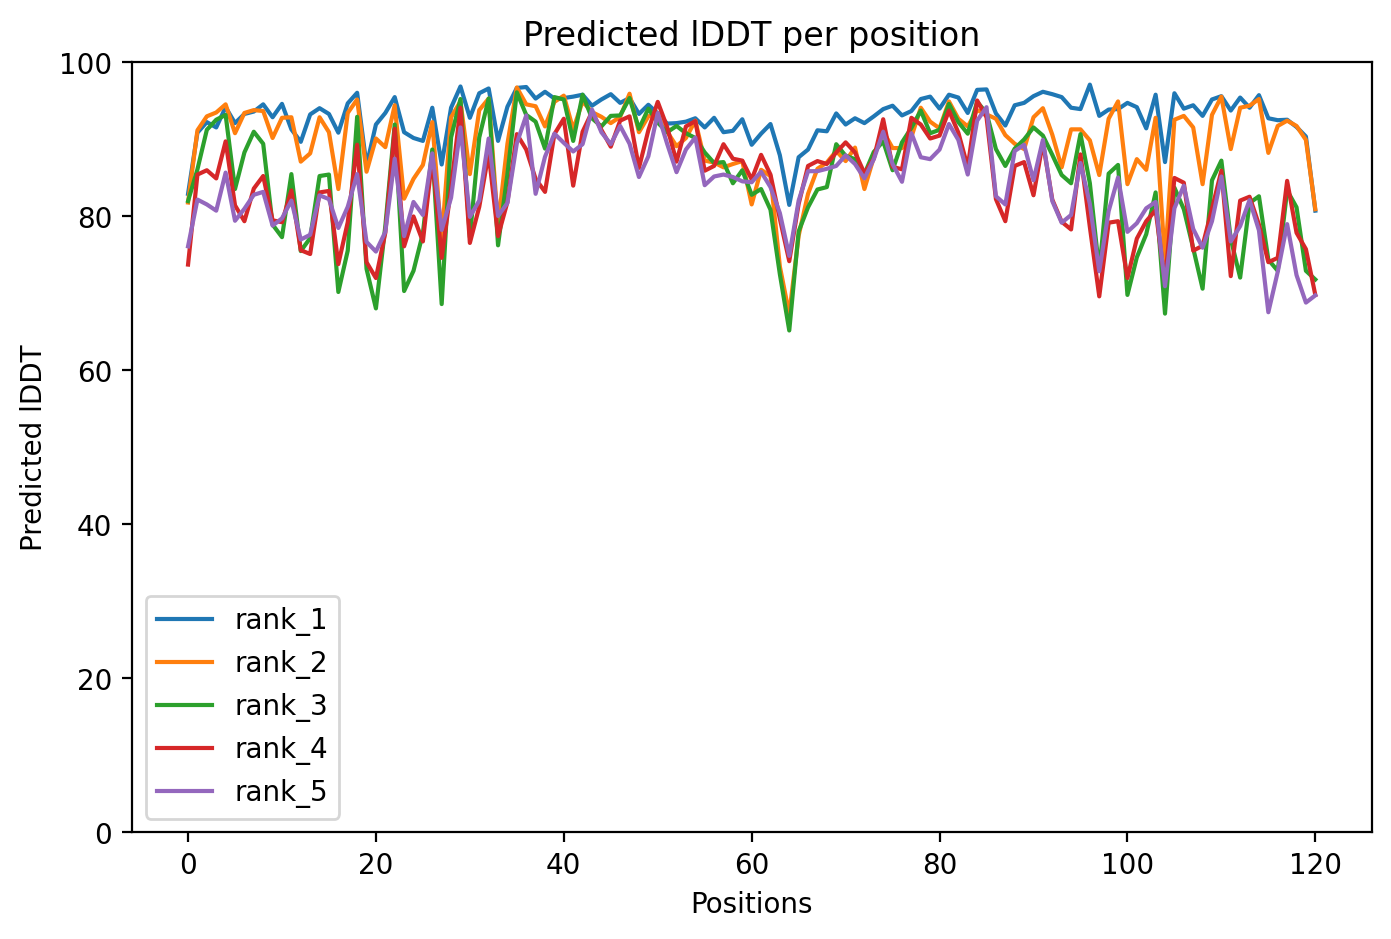 Predicted lDDT per position
100
80
60
40
20
0
Predicted lDDT
rank_1
rank_2
rank_3
rank_4
rank_5
0 20 40 60 80 100 120
Positions